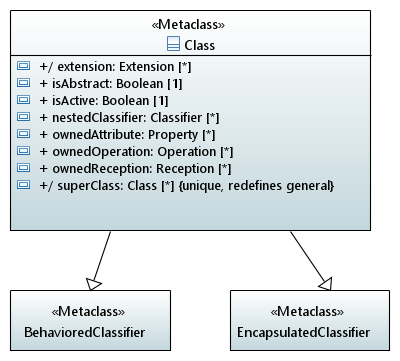 «Metaclass»
Class
+/ extension: Extension [*]
+ isAbstract: Boolean [1]
+ isActive: Boolean [1]
+ nestedClassifier: Classifier [*]
+ ownedAttribute: Property [*]
+ ownedOperation: Operation [*]
+ ownedReception: Reception [*]
+/ superClass: Class [*] {unique, redefines general}
«Metaclass»
BehavioredClassifier
«Metaclass»
EncapsulatedClassifier